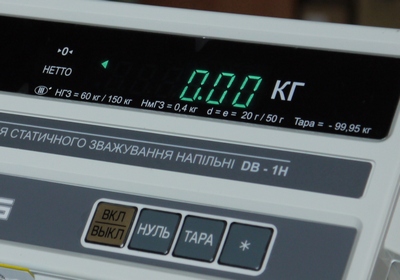 ▸0◂
НЕТТО
0.00 КГ
III НГЗ = 60 кг / 150 кг НмГЗ = 0,4 кг d = e = 20 г / 50 г Тара = - 99,95 кг
СТАТИЧНОГО ЗВАЖУВАННЯ НАПІЛЬНІ DB - 1H
ВКЛ
ВЫКЛ
НУЛЬ
ТАРА
*